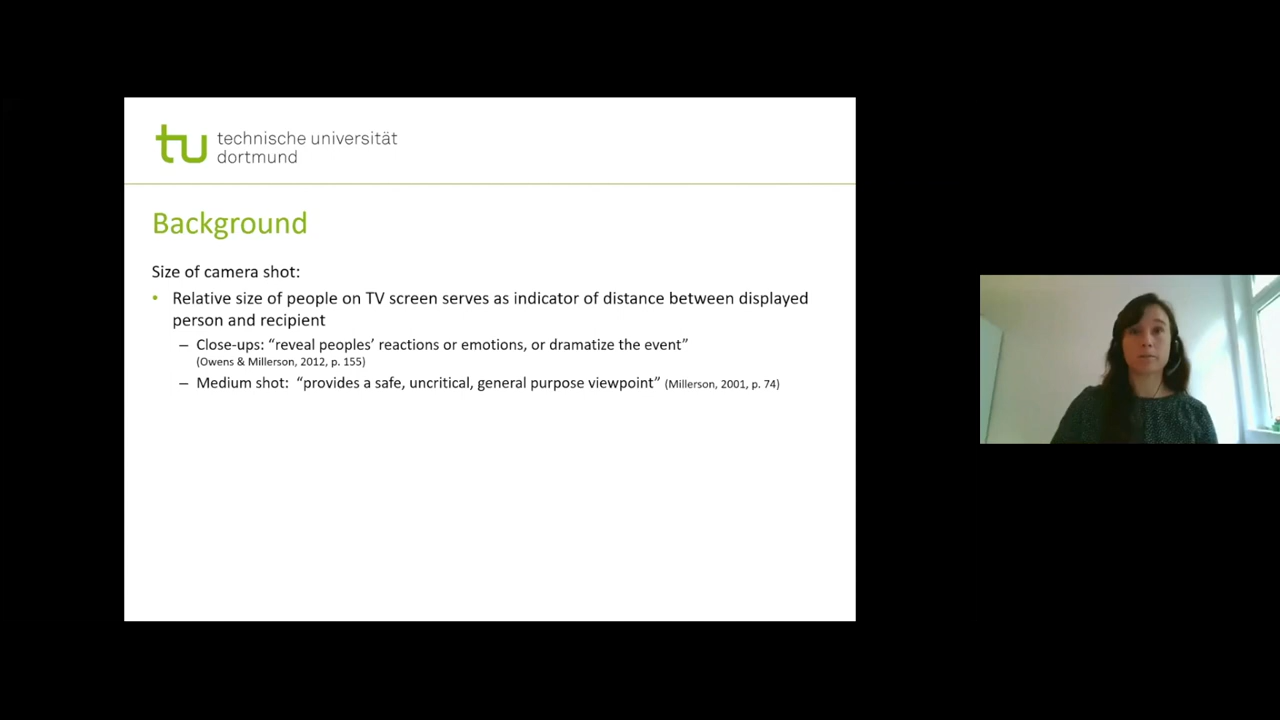 tu technische universität
dortmund
Background
Size of camera shot:
• Relative size of people on TV screen serves as indicator of distance between displayed
person and recipient
– Close-ups: “reveal peoples’ reactions or emotions, or dramatize the event”
(Owens & Millerson, 2012, p. 155)
– Medium shot: “provides a safe, uncritical, general purpose viewpoint” (Millerson, 2001, p. 74)